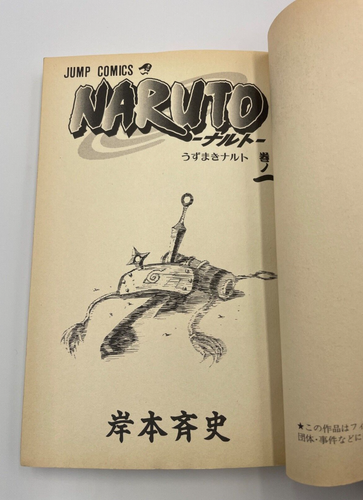 JUMP COMICS
NARUTO
-ナルト-
うずまきナルト
巻ノ一
岸本斉史
★この作品はフィ
団体・事件などに